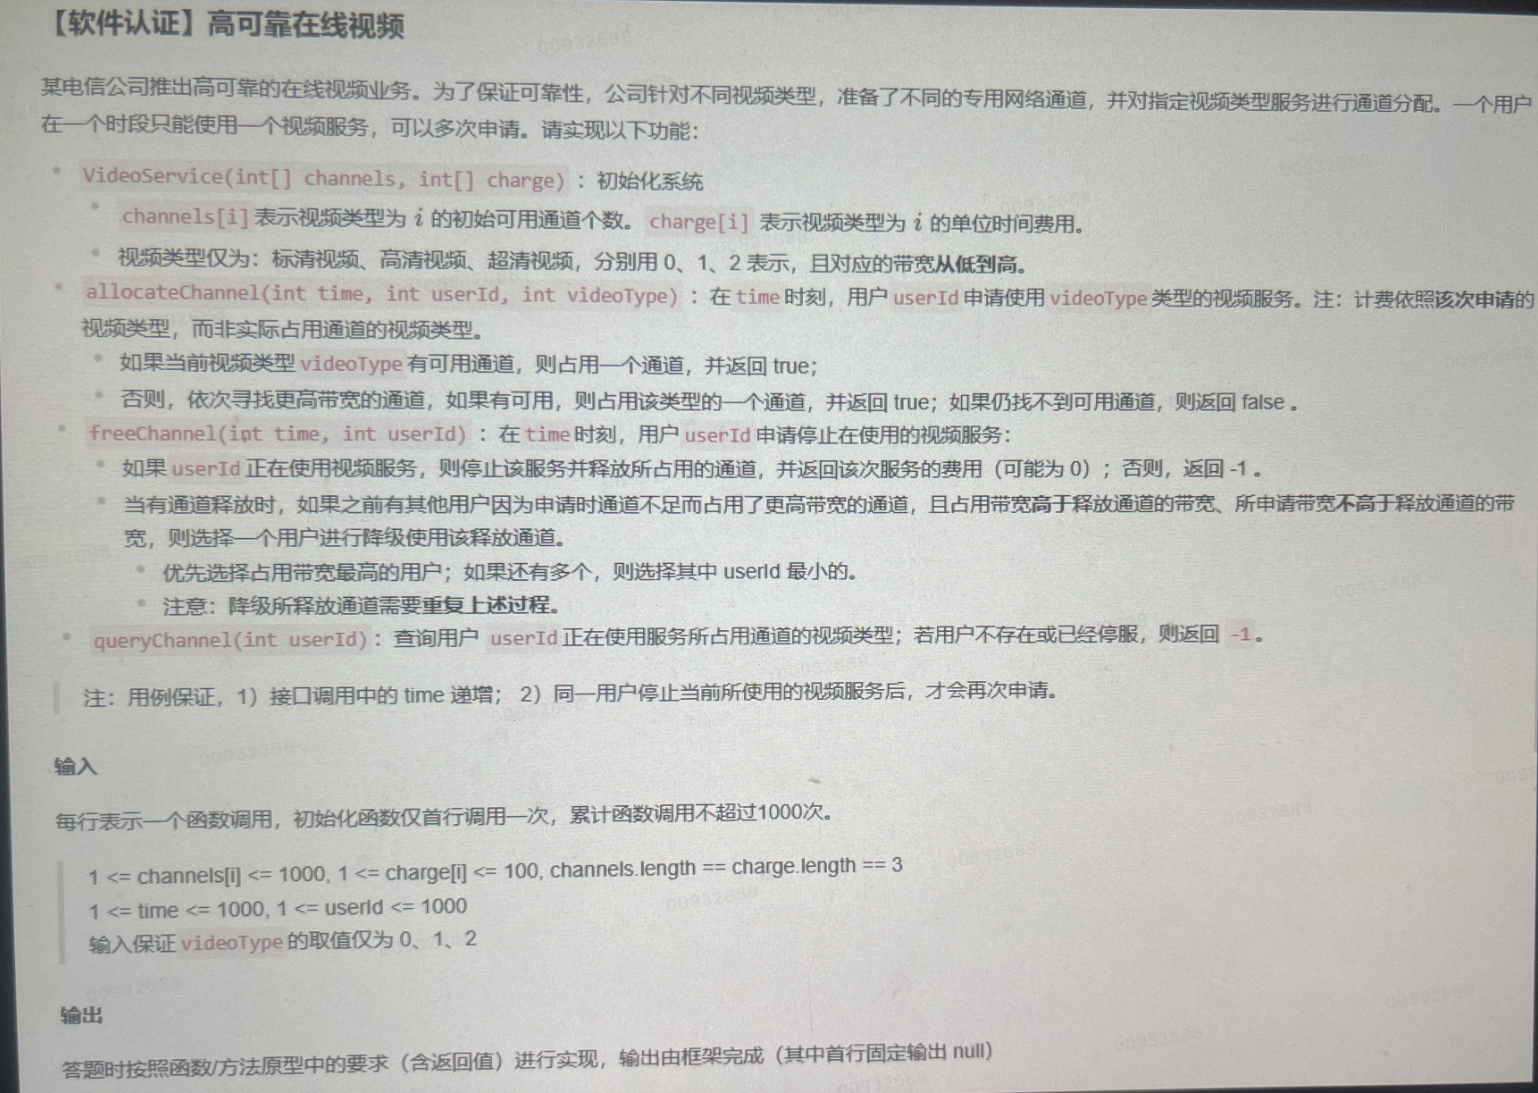 【软件认证】高可靠在线视频
某电信公司推出高可靠的在线视频业务。为了保证可靠性，公司针对不同视频类型，准备了不同的专用网络通道，并对指定视频类型服务进行通道分配。一个用户
在一个时段只能使用一个视频服务，可以多次申请。请实现以下功能：
VideoService(int[] channels, int[] charge) ：初始化系统
channels[i] 表示视频类型为 i 的初始可用通道个数。 charge[i] 表示视频类型为 i 的单位时间费用。
视频类型仅为：标清视频、高清视频、超清视频，分别用 0、1、2 表示，且对应的带宽从低到高。
allocateChannel(int time, int userId, int videoType) ：在 time 时刻，用户 userId 申请使用 videoType 类型的视频服务。注：计费依照该次申请的
视频类型，而非实际占用通道的视频类型。
如果当前视频类型 videoType 有可用通道，则占用一个通道，并返回 true；
否则，依次寻找更高带宽的通道，如果有可用，则占用该类型的一个通道，并返回 true；如果仍找不到可用通道，则返回 false 。
freeChannel(int time, int userId) ：在 time 时刻，用户 userId 申请停止在使用的视频服务：
如果 userId 正在使用视频服务，则停止该服务并释放所占用的通道，并返回该次服务的费用（可能为 0）；否则，返回 -1 。
当有通道释放时，如果之前有其他用户因为申请时通道不足而占用了更高带宽的通道，且占用带宽高于释放通道的带宽、所申请带宽不高于释放通道的带
宽，则选择一个用户进行降级使用该释放通道。
优先选择占用带宽最高的用户；如果还有多个，则选择其中 userId 最小的。
注意：降级所释放通道需要重复上述过程。
queryChannel(int userId) ：查询用户 userId 正在使用服务所占用通道的视频类型；若用户不存在或已经停服，则返回 -1 。
注：用例保证，1）接口调用中的 time 递增； 2）同一用户停止当前所使用的视频服务后，才会再次申请。
输入
每行表示一个函数调用，初始化函数仅首行调用一次，累计函数调用不超过1000次。
1 <= channels[i] <= 1000, 1 <= charge[i] <= 100, channels.length == charge.length == 3
1 <= time <= 1000, 1 <= userId <= 1000
输入保证 videoType 的取值仅为 0、1、2
输出
答题时按照函数/方法原型中的要求（含返回值）进行实现，输出由框架完成（其中首行固定输出 null）